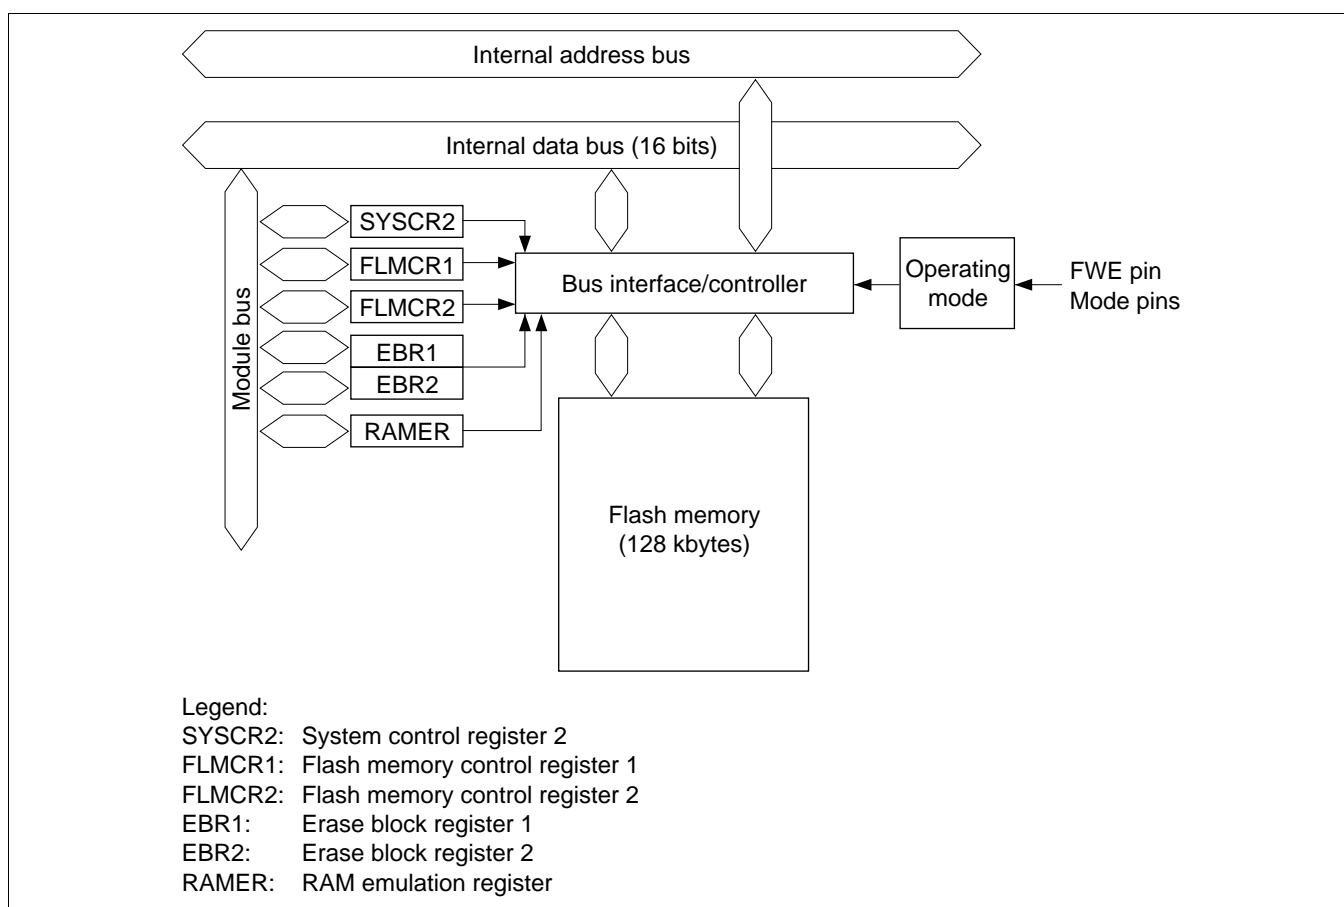 Internal address bus
Internal data bus (16 bits)
Module bus
SYSCR2
FLMCR1
FLMCR2
EBR1
EBR2
RAMER
Bus interface/controller
Operating
mode
FWE pin
Mode pins
Flash memory
(128 kbytes)
Legend:
SYSCR2: System control register 2
FLMCR1: Flash memory control register 1
FLMCR2: Flash memory control register 2
EBR1: Erase block register 1
EBR2: Erase block register 2
RAMER: RAM emulation register